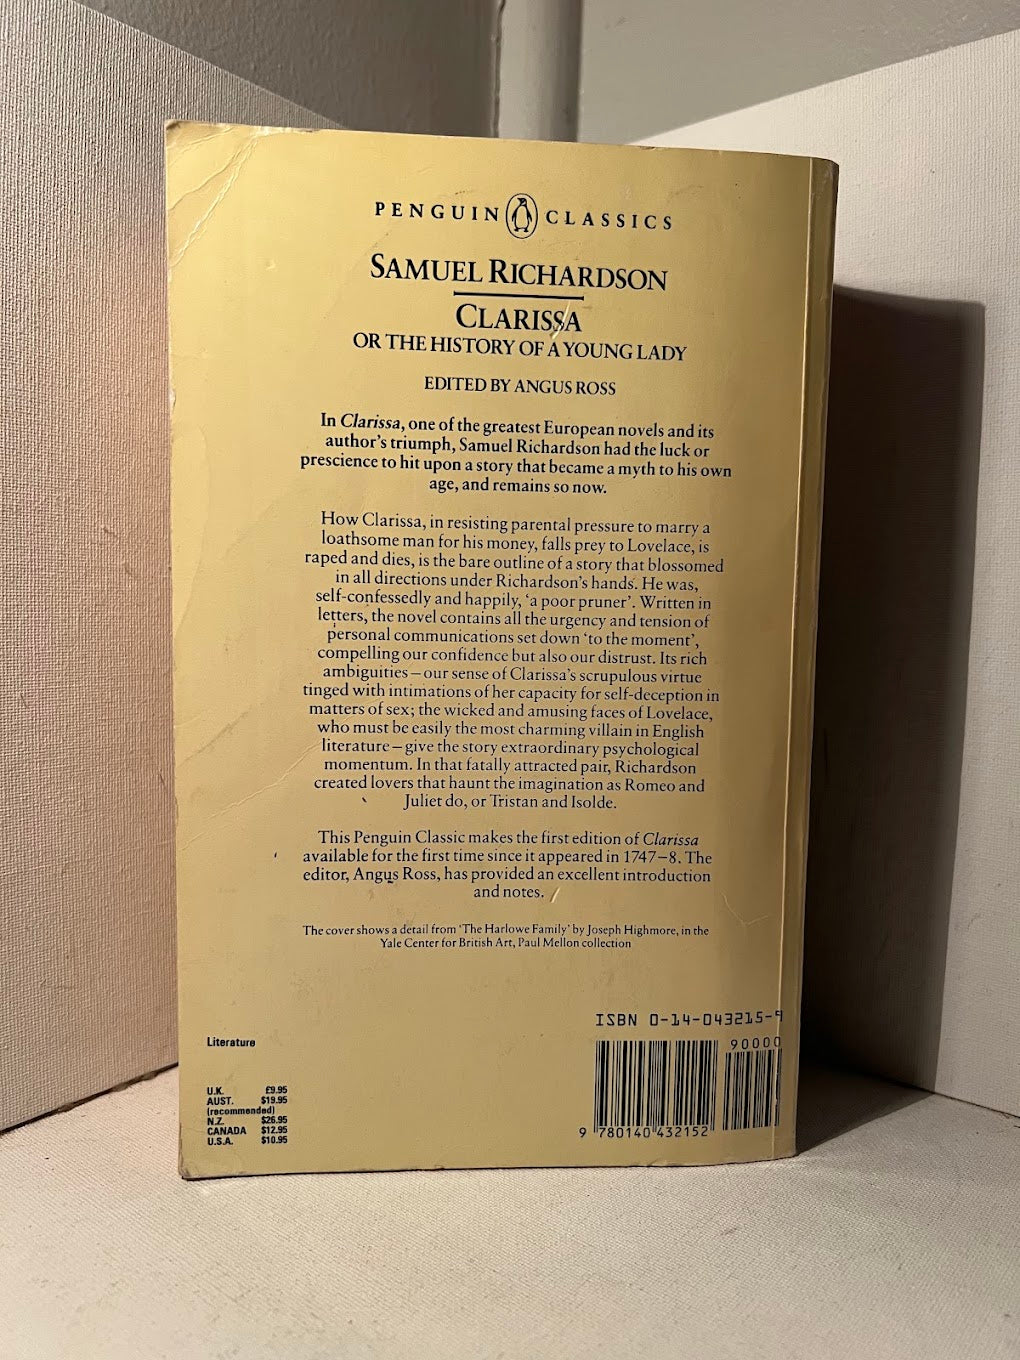 PENGUIN CLASSICS
SAMUEL RICHARDSON
CLARISSA
OR THE HISTORY OF A YOUNG LADY
EDITED BY ANGUS ROSS
In Clarissa, one of the greatest European novels and its
author's triumph, Samuel Richardson had the luck or
prescience to hit upon a story that became a myth to his own
age, and remains so now.
How Clarissa, in resisting parental pressure to marry a
loathsome man for his money, falls prey to Lovelace, is
raped and dies, is the bare outline of a story that blossomed
in all directions under Richardson's hands. He was,
self-confessedly and happily, 'a poor pruner'. Written in
letters, the novel contains all the urgency and tension of
personal communications set down 'to the moment',
compelling our confidence but also our distrust. Its rich
ambiguities – our sense of Clarissa's scrupulous virtue
tinged with intimations of her capacity for self-deception in
matters of sex; the wicked and amusing faces of Lovelace,
who must be easily the most charming villain in English
literature – give the story extraordinary psychological
momentum. In that fatally attracted pair, Richardson
created lovers that haunt the imagination as Romeo and
Juliet do, or Tristan and Isolde.
This Penguin Classic makes the first edition of Clarissa
available for the first time since it appeared in 1747–8. The
editor, Angus Ross, has provided an excellent introduction
and notes.
The cover shows a detail from 'The Harlowe Family' by Joseph Highmore, in the
Yale Center for British Art, Paul Mellon collection
ISBN 0-14-043215-9
90000
9 780140 432152
Literature
U.K. £9.95
AUST. $19.95
(recommended)
N.Z. $26.95
CANADA $12.95
U.S.A. $10.95